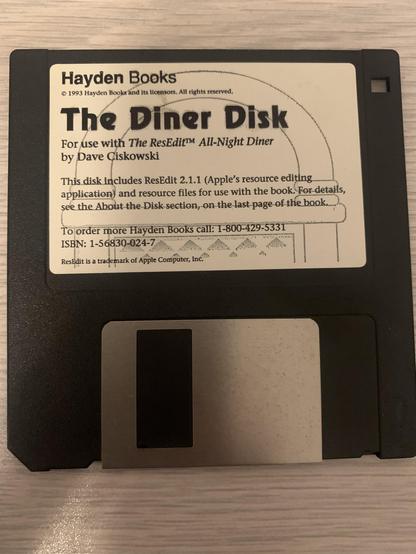 Hayden Books
© 1993 Hayden Books and its licensors. All rights reserved.
The Diner Disk
For use with The ResEdit™ All-Night Diner
by Dave Ciskowski
This disk includes ResEdit 2.1.1 (Apple's resource editing
application) and resource files for use with the book. For details,
see the About the Disk section, on the last page of the book.
To order more Hayden Books call: 1-800-429-5331
ISBN: 1-56830-024-7
ResEdit is a trademark of Apple Computer, Inc.